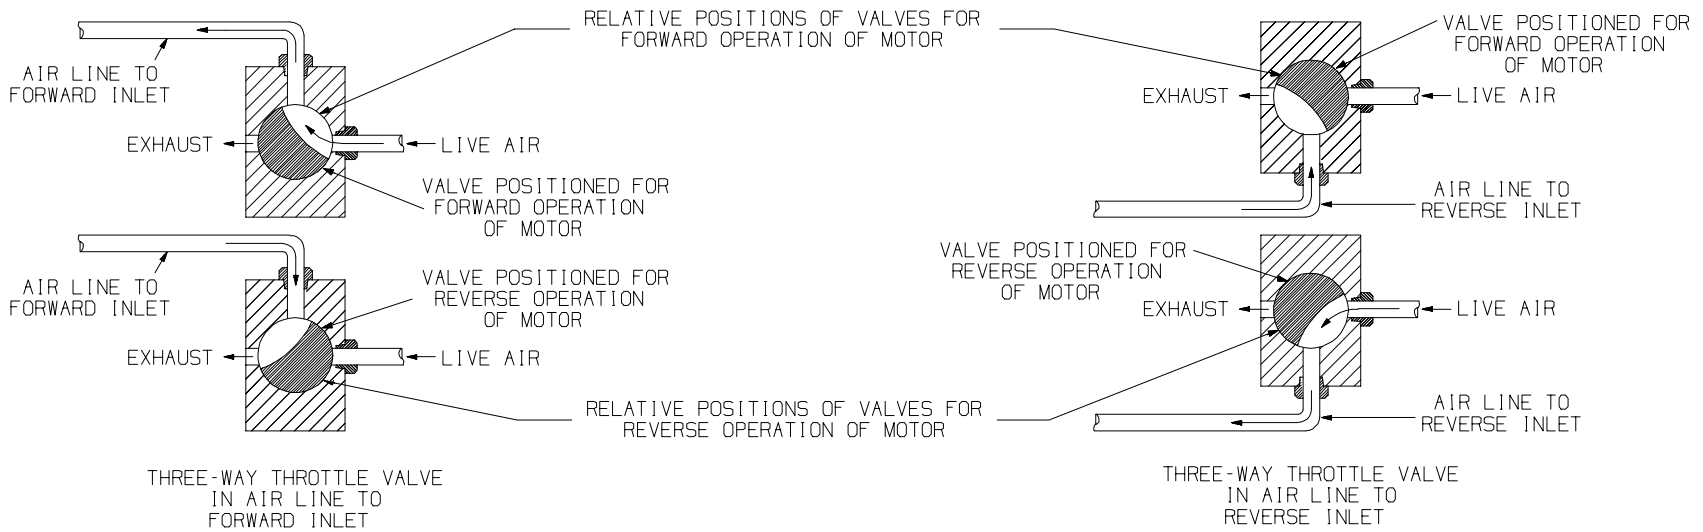 RELATIVE POSITIONS OF VALVES FOR
FORWARD OPERATION OF MOTOR
AIR LINE TO
FORWARD INLET
EXHAUST
LIVE AIR
VALVE POSITIONED FOR
FORWARD OPERATION
OF MOTOR
VALVE POSITIONED FOR
FORWARD OPERATION
OF MOTOR
EXHAUST
LIVE AIR
AIR LINE TO
REVERSE INLET
AIR LINE TO
FORWARD INLET
VALVE POSITIONED FOR
REVERSE OPERATION
OF MOTOR
EXHAUST
LIVE AIR
VALVE POSITIONED FOR
REVERSE OPERATION
OF MOTOR
EXHAUST
LIVE AIR
AIR LINE TO
REVERSE INLET
RELATIVE POSITIONS OF VALVES FOR
REVERSE OPERATION OF MOTOR
THREE-WAY THROTTLE VALVE
IN AIR LINE TO
FORWARD INLET
THREE-WAY THROTTLE VALVE
IN AIR LINE TO
REVERSE INLET